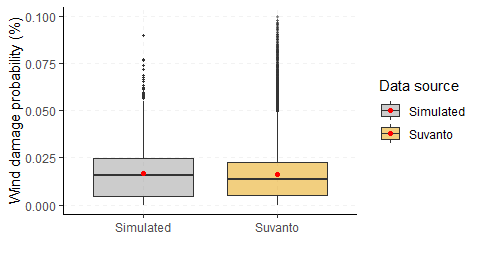 Wind damage probability (%)
0.100
0.075
0.050
0.025
0.000
Simulated
Suvanto
Data source
Simulated
Suvanto